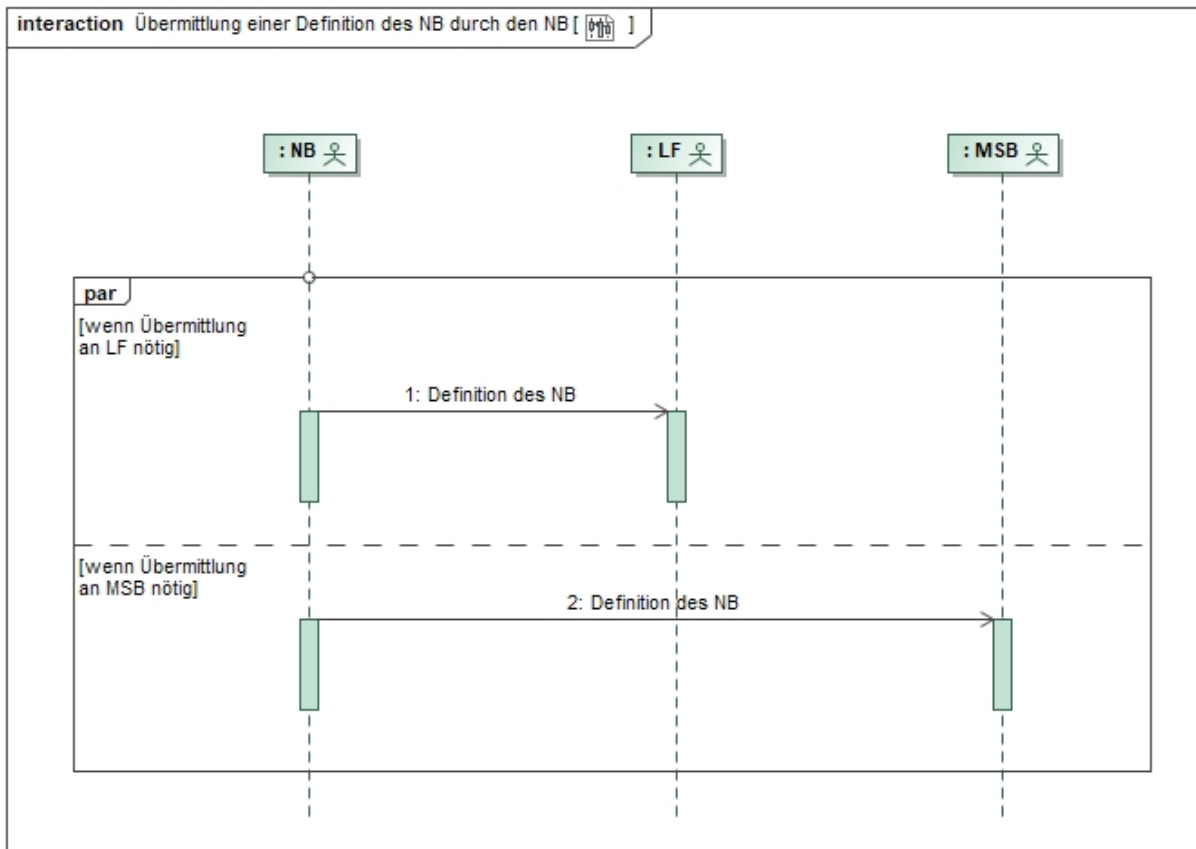 interaction Übermittlung einer Definition des NB durch den NB [ ]
: NB
: LF
: MSB
par
[wenn Übermittlung
an LF nötig]
1: Definition des NB
[wenn Übermittlung
an MSB nötig]
2: Definition des NB